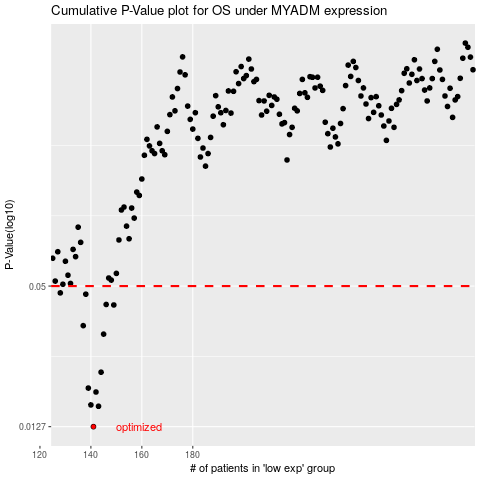 Cumulative P-Value plot for OS under MYADM expression
P-Value(log10)
0.05
0.0127
optimized
120 140 160 180
# of patients in 'low exp' group